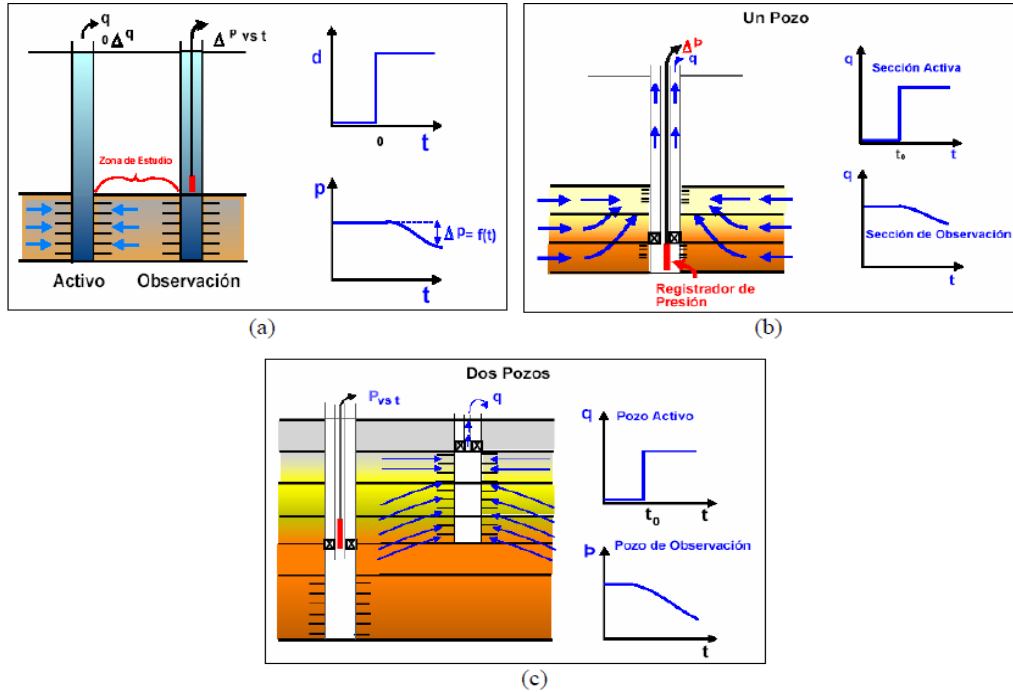 q
0 Δ q
Δ P vs t
Zona de Estudio
Activo
Observación
d
t
0
p
Δ P= f(t)
t
(a)
Un Pozo
Δ Þ
q
Registrador de
Presión
q
Sección Activa
t₀
t
q
Sección de Observación
t
(b)
Dos Pozos
P vs t
q
q
Pozo Activo
t₀
t
Þ
Pozo de Observación
t
(c)